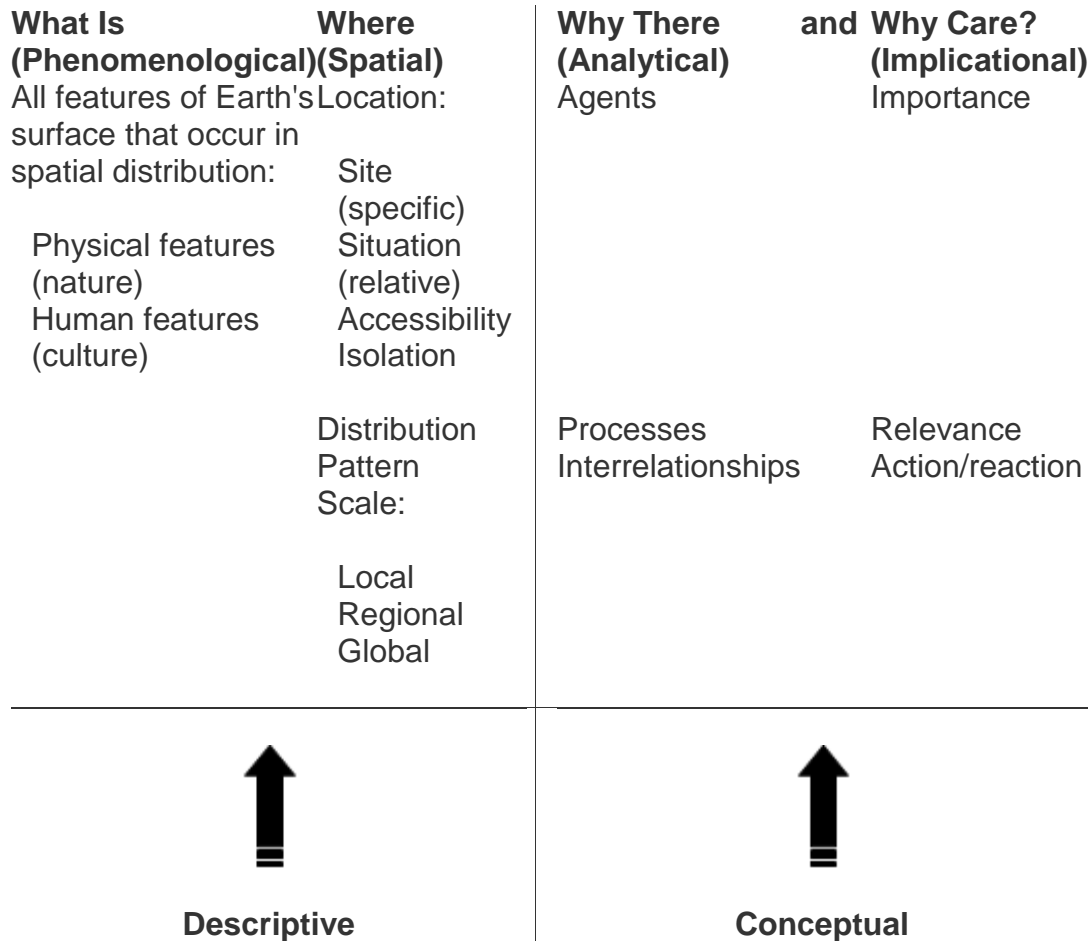 What Is
(Phenomenological)
All features of Earth's
surface that occur in
spatial distribution:
Physical features
(nature)
Human features
(culture)
Where
(Spatial)
Location:
Site
(specific)
Situation
(relative)
Accessibility
Isolation
Distribution
Pattern
Scale:
Local
Regional
Global
Why There and
(Analytical)
Agents
Processes
Interrelationships
Why Care?
(Implicational)
Importance
Relevance
Action/reaction
Descriptive
Conceptual